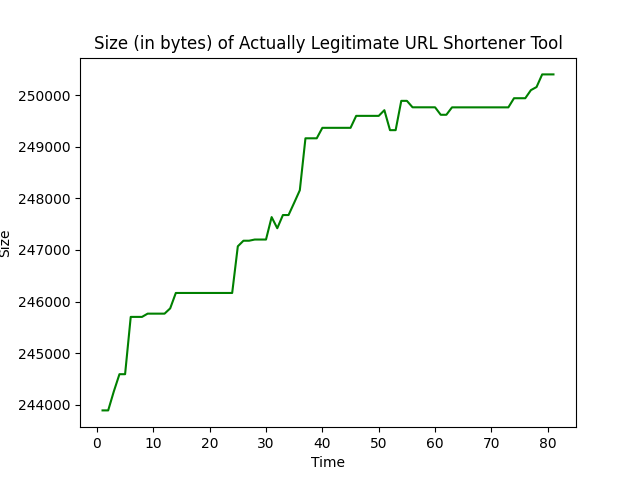 Size (in bytes) of Actually Legitimate URL Shortener Tool
250000
249000
248000
247000
246000
245000
244000
Size
0 10 20 30 40 50 60 70 80
Time